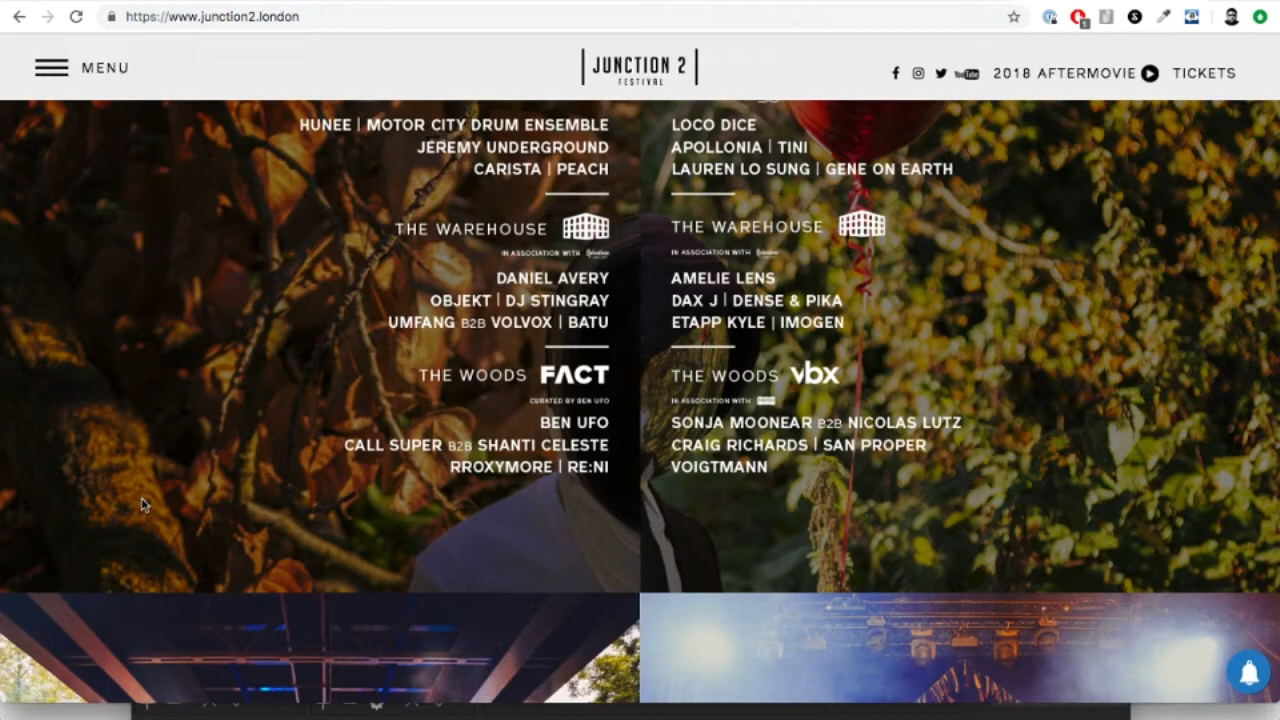 https://www.junction2.london
1
MENU
JUNCTION 2
FESTIVAL
YouTube
2018 AFTERMOVIE
TICKETS
HUNEE | MOTOR CITY DRUM ENSEMBLE
JEREMY UNDERGROUND
CARISTA | PEACH
THE WAREHOUSE
IN ASSOCIATION WITH
DANIEL AVERY
OBJEKT | DJ STINGRAY
UMFANG B2B VOLVOX | BATU
THE WOODS FACT
CURATED BY BEN UFO
BEN UFO
CALL SUPER B2B SHANTI CELESTE
RROXYMORE | RE:NI
LOCO DICE
APOLLONIA | TINI
LAUREN LO SUNG | GENE ON EARTH
THE WAREHOUSE
IN ASSOCIATION WITH
AMELIE LENS
DAX J | DENSE & PIKA
ETAPP KYLE | IMOGEN
THE WOODS vbx
IN ASSOCIATION WITH
SONJA MOONEAR B2B NICOLAS LUTZ
CRAIG RICHARDS | SAN PROPER
VOIGTMANN